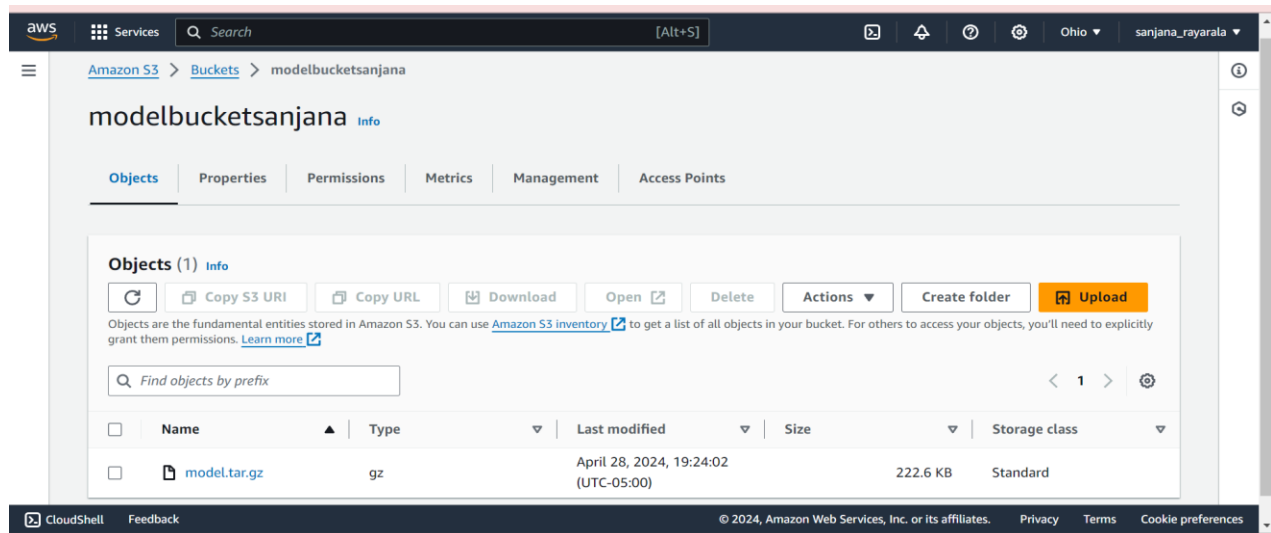 aws Services Search [Alt+S] Ohio sanjana_rayarala
Amazon S3 > Buckets > modelbucketsanjana
modelbucketsanjana Info
Objects Properties Permissions Metrics Management Access Points
Objects (1) Info
Copy S3 URI Copy URL Download Open Delete Actions Create folder Upload
Objects are the fundamental entities stored in Amazon S3. You can use Amazon S3 inventory to get a list of all objects in your bucket. For others to access your objects, you'll need to explicitly
grant them permissions. Learn more
Find objects by prefix < 1 >
Name Type Last modified Size Storage class
model.tar.gz gz April 28, 2024, 19:24:02 222.6 KB Standard
(UTC-05:00)
CloudShell Feedback © 2024, Amazon Web Services, Inc. or its affiliates. Privacy Terms Cookie preferences